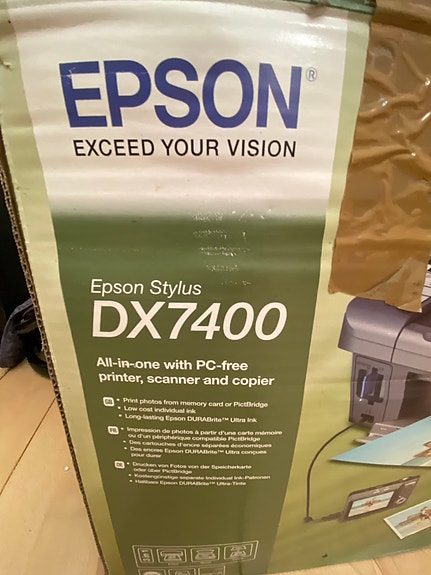 EPSON®
EXCEED YOUR VISION
Epson Stylus
DX7400
All-in-one with PC-free
printer, scanner and copier
GB • Print photos from memory card or PictBridge
• Low cost individual ink
• Long-lasting Epson DURABrite™ Ultra Ink
FR • Impression de photos à partir d'une carte mémoire
ou d'un périphérique compatible PictBridge
• Des cartouches d'encre séparées économiques
• Des encres Epson DURABrite™ Ultra conçues
pour durer
DE • Drucken von Fotos von der Speicherkarte
oder über PictBridge
• Kostengünstige separate Individual Ink-Patronen
• Haltbare Epson DURABrite™ Ultra-Tinte